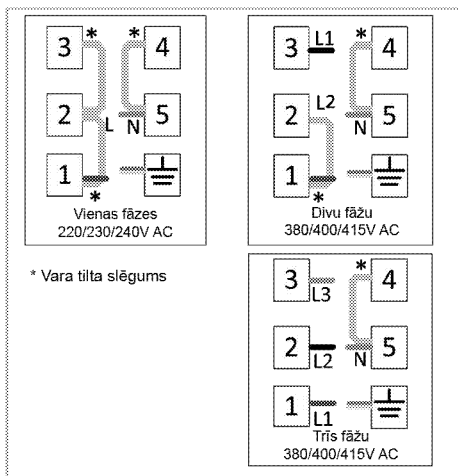 * *
3 4
2 L N 5
1
*
Vienas fāzes
220/230/240V AC
3 L1 * 4
2 L2 N 5
1
*
Divu fāžu
380/400/415V AC
* Vara tilta slēgums
3 L3 * 4
2 L2 N 5
1 L1
Trīs fāžu
380/400/415V AC